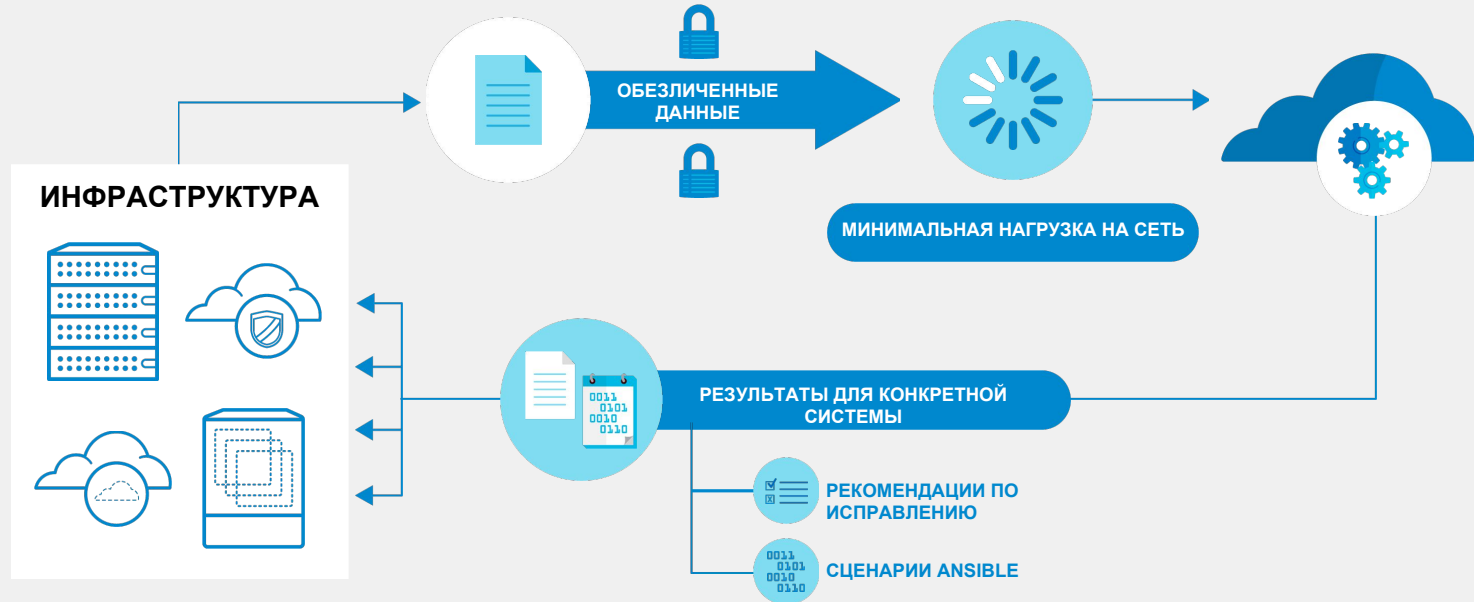 ОБЕЗЛИЧЕННЫЕ
ДАННЫЕ
ИНФРАСТРУКТУРА
МИНИМАЛЬНАЯ НАГРУЗКА НА СЕТЬ
РЕЗУЛЬТАТЫ ДЛЯ КОНКРЕТНОЙ
СИСТЕМЫ
0011
0101
0010
0110
РЕКОМЕНДАЦИИ ПО
ИСПРАВЛЕНИЮ
0011
0101
0010
0110
СЦЕНАРИИ ANSIBLE